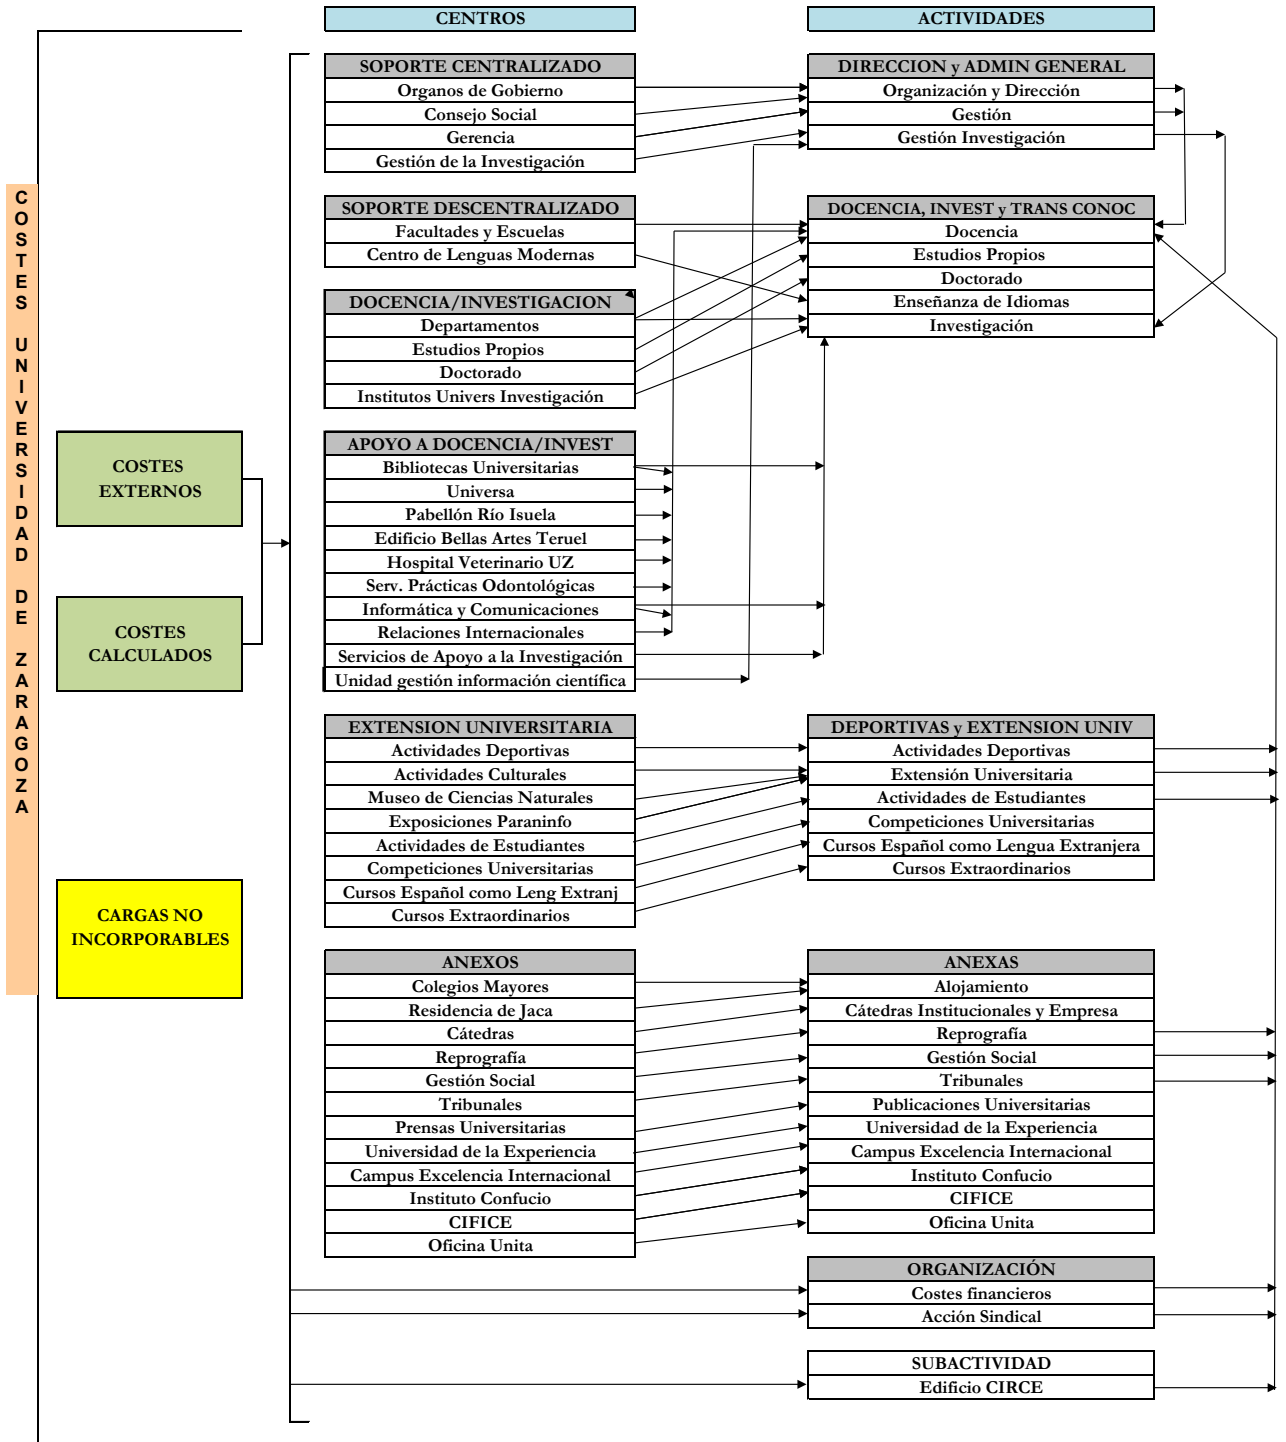 COSTES UNIVERSIDAD DE ZARAGOZA
COSTES
EXTERNOS
COSTES
CALCULADOS
CARGAS NO
INCORPORABLES
CENTROS
SOPORTE CENTRALIZADO
Organos de Gobierno
Consejo Social
Gerencia
Gestión de la Investigación
SOPORTE DESCENTRALIZADO
Facultades y Escuelas
Centro de Lenguas Modernas
DOCENCIA/INVESTIGACION
Departamentos
Estudios Propios
Doctorado
Institutos Univers Investigación
APOYO A DOCENCIA/INVEST
Bibliotecas Universitarias
Universa
Pabellón Río Isuela
Edificio Bellas Artes Teruel
Hospital Veterinario UZ
Serv. Prácticas Odontológicas
Informática y Comunicaciones
Relaciones Internacionales
Servicios de Apoyo a la Investigación
Unidad gestión información científica
EXTENSION UNIVERSITARIA
Actividades Deportivas
Actividades Culturales
Museo de Ciencias Naturales
Exposiciones Paraninfo
Actividades de Estudiantes
Competiciones Universitarias
Cursos Español como Leng Extranj
Cursos Extraordinarios
ANEXOS
Colegios Mayores
Residencia de Jaca
Cátedras
Reprografía
Gestión Social
Tribunales
Prensas Universitarias
Universidad de la Experiencia
Campus Excelencia Internacional
Instituto Confucio
CIFICE
Oficina Unita
ACTIVIDADES
DIRECCION y ADMIN GENERAL
Organización y Dirección
Gestión
Gestión Investigación
DOCENCIA, INVEST y TRANS CONOC
Docencia
Estudios Propios
Doctorado
Enseñanza de Idiomas
Investigación
DEPORTIVAS y EXTENSION UNIV
Actividades Deportivas
Extensión Universitaria
Actividades de Estudiantes
Competiciones Universitarias
Cursos Español como Lengua Extranjera
Cursos Extraordinarios
ANEXAS
Alojamiento
Cátedras Institucionales y Empresa
Reprografía
Gestión Social
Tribunales
Publicaciones Universitarias
Universidad de la Experiencia
Campus Excelencia Internacional
Instituto Confucio
CIFICE
Oficina Unita
ORGANIZACIÓN
Costes financieros
Acción Sindical
SUBACTIVIDAD
Edificio CIRCE